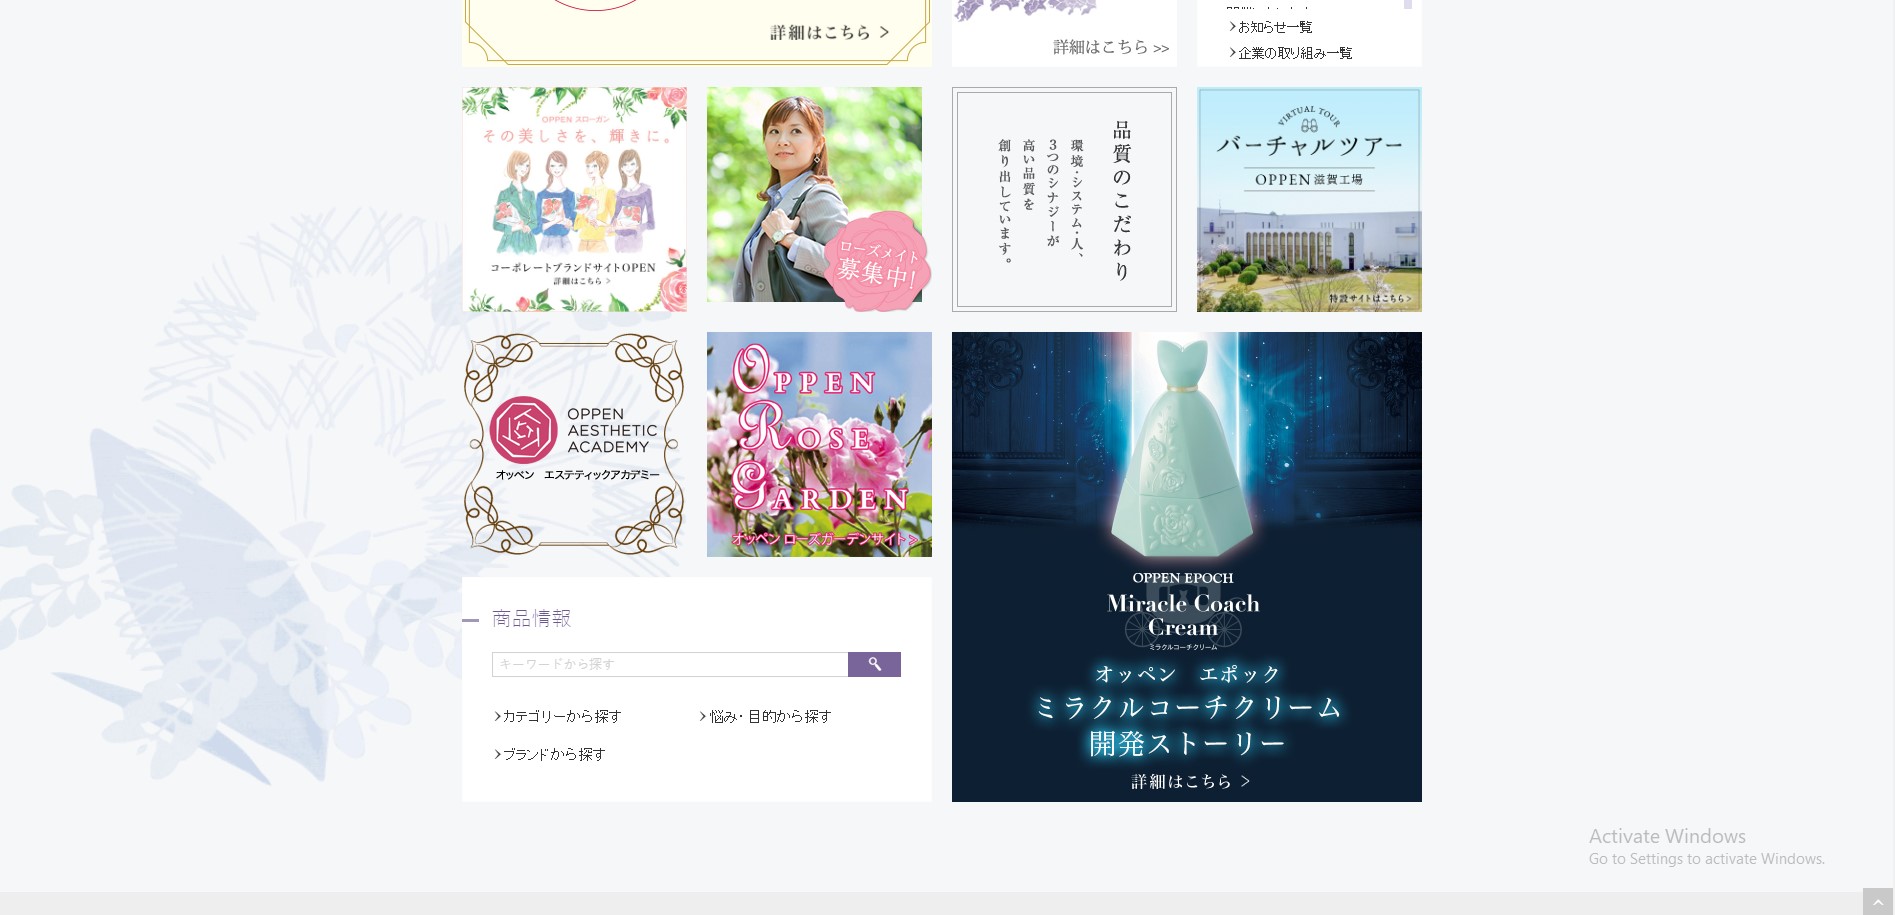 詳細はこちら >
詳細はこちら >>
お知らせ一覧
企業の取り組み一覧
OPPEN スローガン
その美しさを、輝きに。
コーポレートブランドサイトOPEN
詳細はこちら >
ローズメイト
募集中!
品質のこだわり
環境・システム・人、
3つのシナジーが
高い品質を
創り出しています。
VIRTUAL TOUR
バーチャルツアー
OPPEN 滋賀工場
特設サイトはこちら >
OPPEN
AESTHETIC
ACADEMY
オッペン エステティックアカデミー
OPPEN
ROSE
GARDEN
オッペン ローズガーデンサイト >
OPPEN EPOCH
Miracle Coach
Cream
ミラクルコーチクリーム
オッペン エポック
ミラクルコーチクリーム
開発ストーリー
詳細はこちら >
商品情報
キーワードから探す
カテゴリーから探す
悩み・目的から探す
ブランドから探す
Activate Windows
Go to Settings to activate Windows.